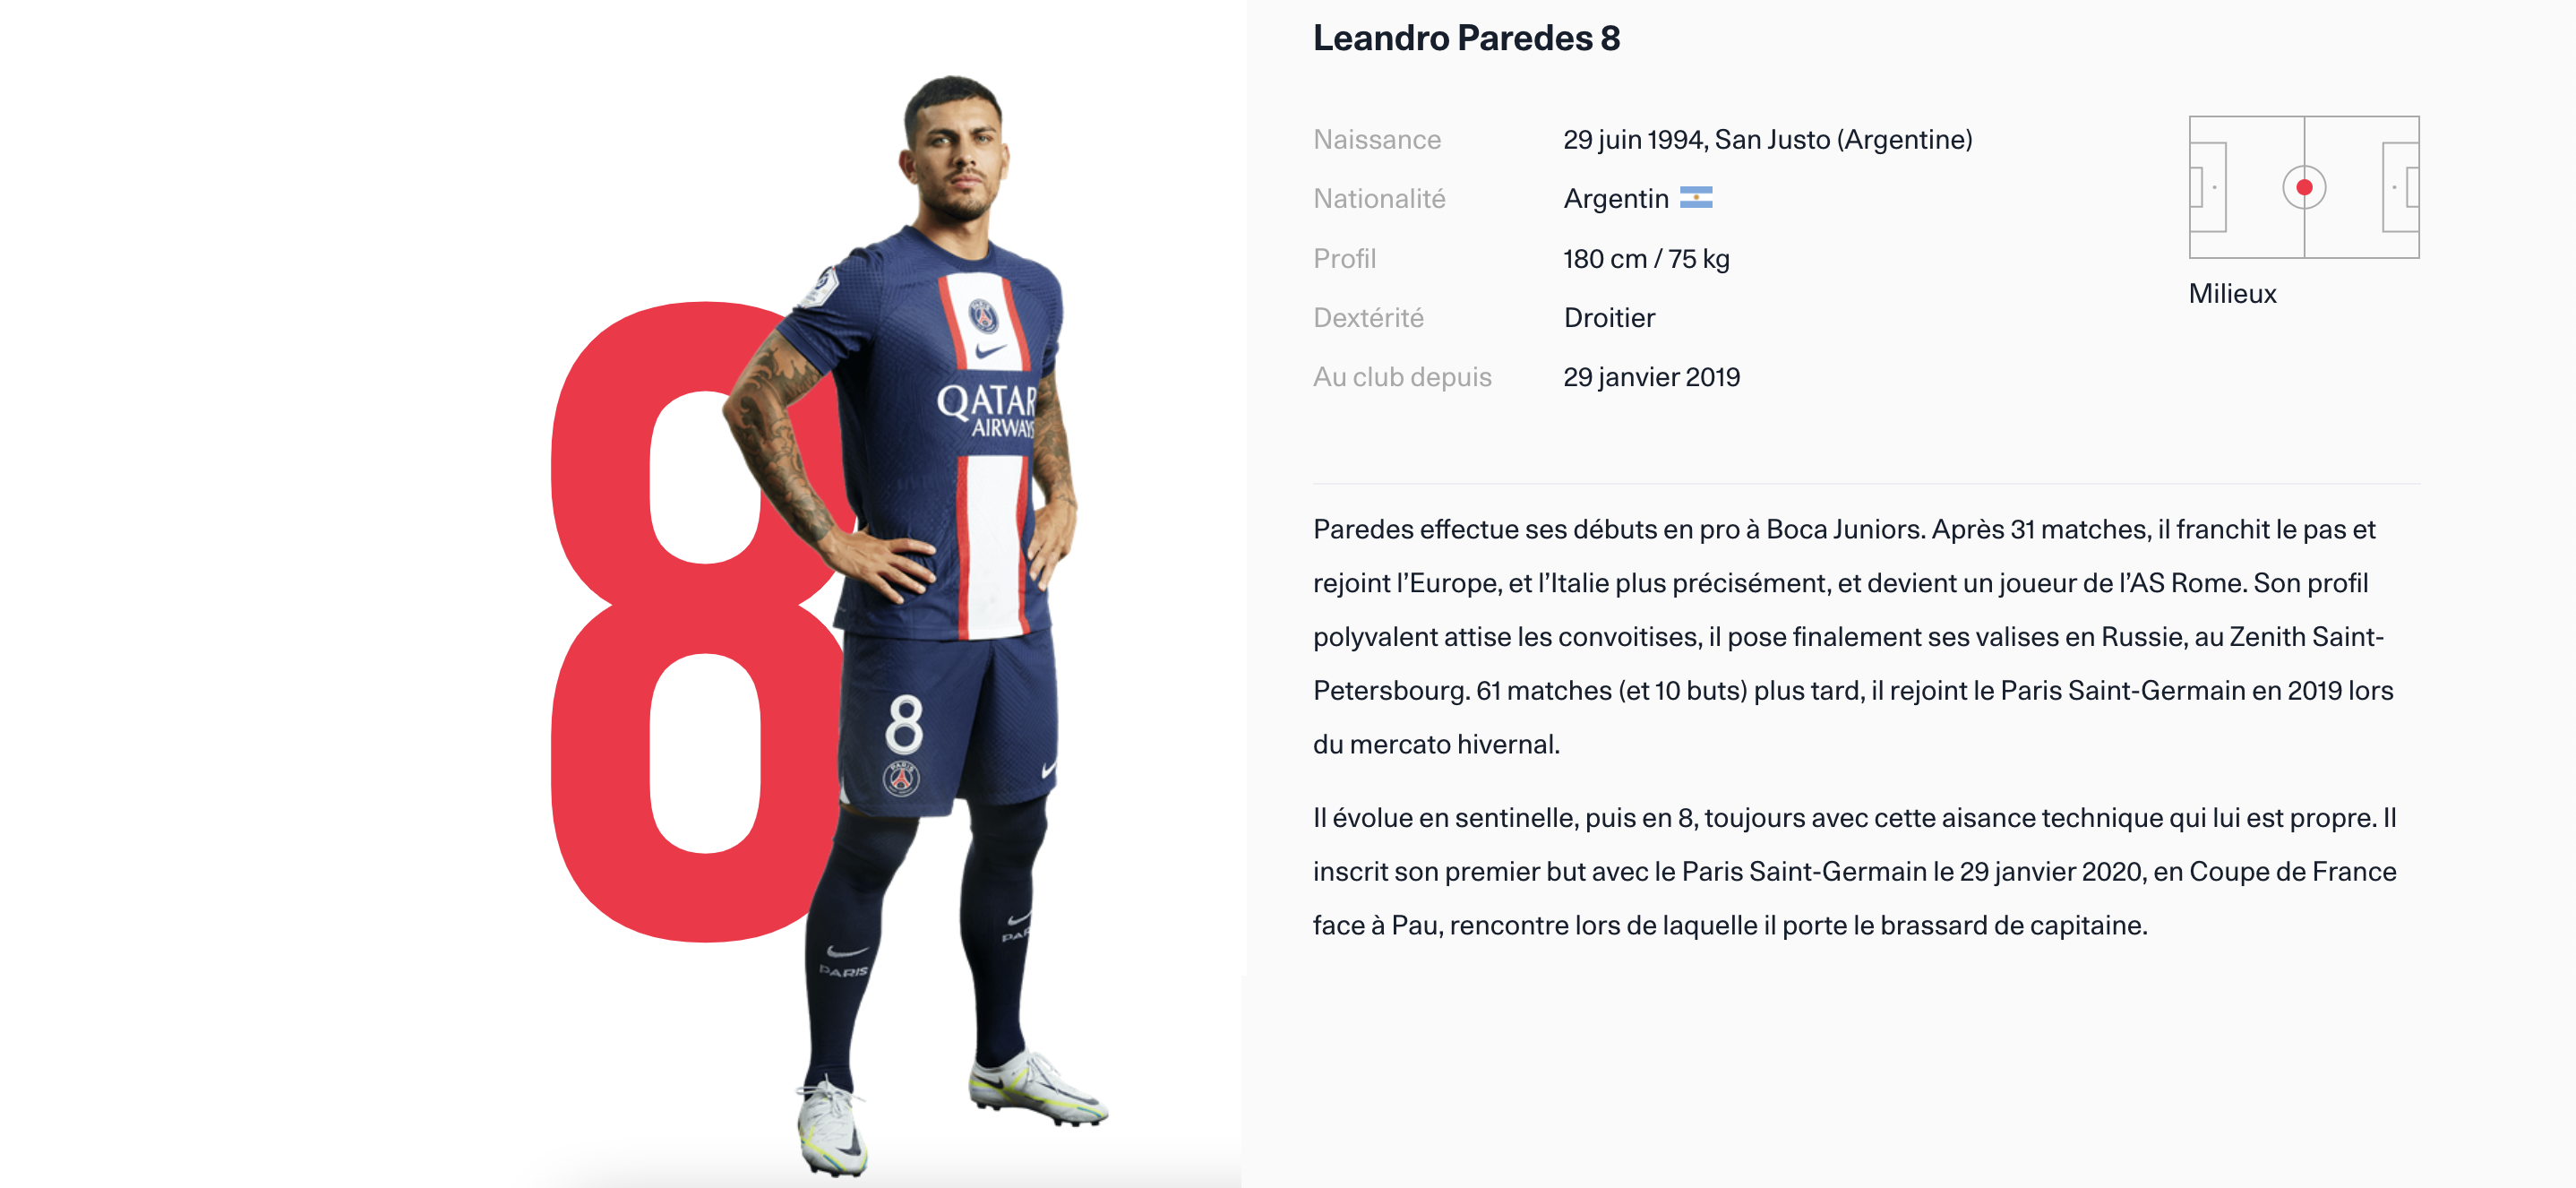 Leandro Paredes 8
Naissance 29 juin 1994, San Justo (Argentine)
Nationalité Argentin
Profil 180 cm / 75 kg
Dextérité Droitier
Au club depuis 29 janvier 2019
Milieux
Paredes effectue ses débuts en pro à Boca Juniors. Après 31 matches, il franchit le pas et
rejoint l’Europe, et l’Italie plus précisément, et devient un joueur de l’AS Rome. Son profil
polyvalent attise les convoitises, il pose finalement ses valises en Russie, au Zenith Saint-
Petersbourg. 61 matches (et 10 buts) plus tard, il rejoint le Paris Saint-Germain en 2019 lors
du mercato hivernal.
Il évolue en sentinelle, puis en 8, toujours avec cette aisance technique qui lui est propre. Il
inscrit son premier but avec le Paris Saint-Germain le 29 janvier 2020, en Coupe de France
face à Pau, rencontre lors de laquelle il porte le brassard de capitaine.
8
QATAR
AIRWAYS
8
PARIS
PARIS
PAR